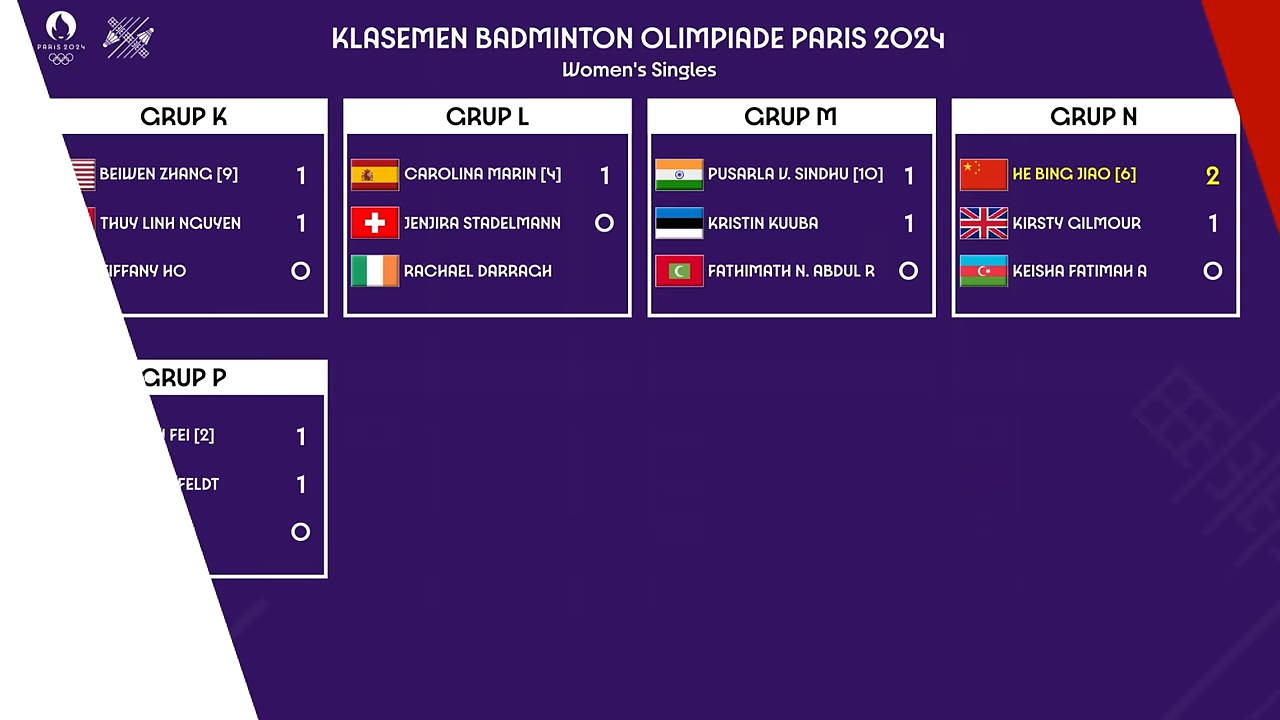 PARIS 2024
KLASEMEN BADMINTON OLIMPIADE PARIS 2024
Women's Singles
GRUP K
BEIWEN ZHANG [9] 1
THUY LINH NGUYEN 1
HO 0
GRUP L
CAROLINA MARIN [4] 1
JENJIRA STADELMANN 0
RACHAEL DARRAGH
GRUP M
PUSARLA V. SINDHU [10] 1
KRISTIN KUUBA 1
FATHIMATH N. ABDUL R 0
GRUP N
HE BING JIAO [6] 2
KIRSTY GILMOUR 1
KEISHA FATIMAH A 0
GRUP P
FEI [2] 1
1
0